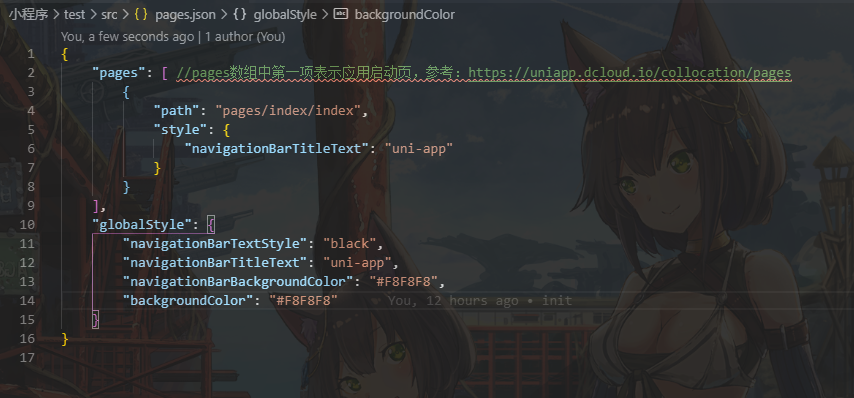 小程序 > test > src > {} pages.json > {} globalStyle > abc backgroundColor
You, a few seconds ago | 1 author (You)
1 {
2 "pages": [ //pages数组中第一项表示应用启动页，参考：https://uniapp.dcloud.io/collocation/pages
3 {
4 "path": "pages/index/index",
5 "style": {
6 "navigationBarTitleText": "uni-app"
7 }
8 }
9 ],
10 "globalStyle": {
11 "navigationBarTextStyle": "black",
12 "navigationBarTitleText": "uni-app",
13 "navigationBarBackgroundColor": "#F8F8F8",
14 "backgroundColor": "#F8F8F8" You, 12 hours ago • init
15 }
16 }
17